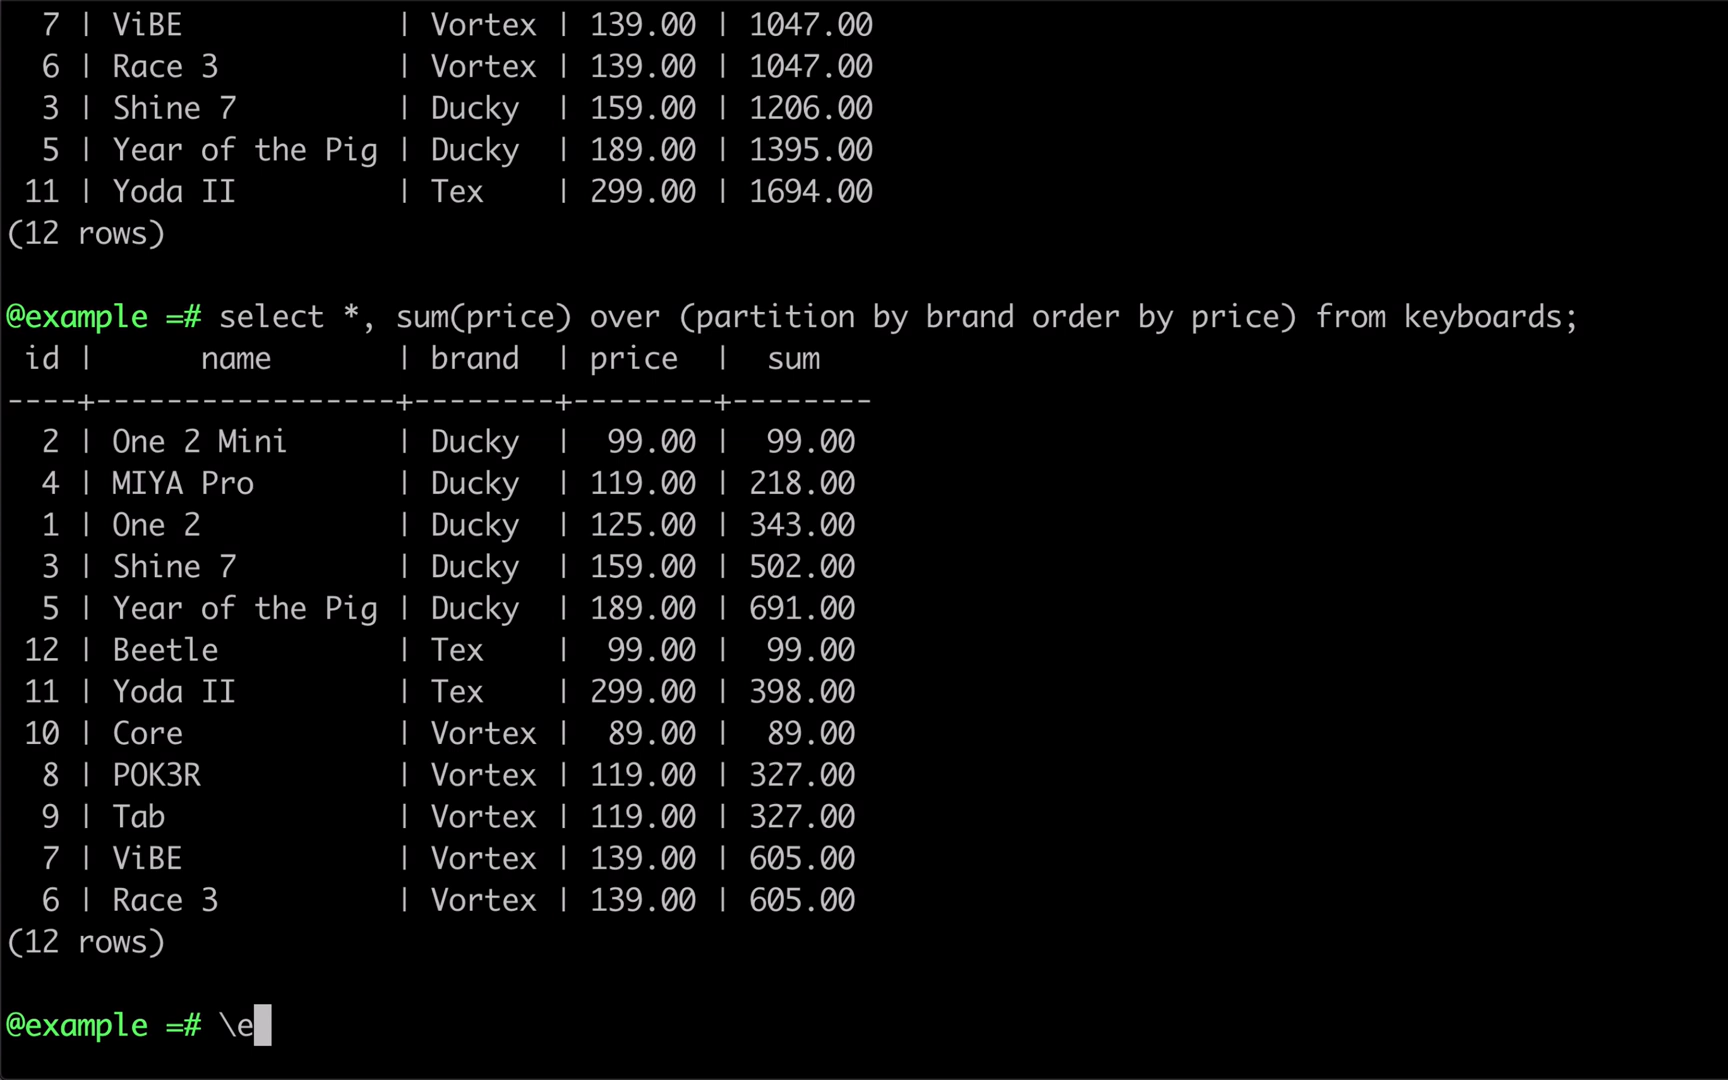 7 | ViBE            | Vortex | 139.00 | 1047.00
  6 | Race 3          | Vortex | 139.00 | 1047.00
  3 | Shine 7         | Ducky  | 159.00 | 1206.00
  5 | Year of the Pig | Ducky  | 189.00 | 1395.00
 11 | Yoda II         | Tex    | 299.00 | 1694.00
(12 rows)

@example =# select *, sum(price) over (partition by brand order by price) from keyboards;
 id |      name       | brand  | price  |  sum
----+-----------------+--------+--------+--------
  2 | One 2 Mini      | Ducky  |  99.00 |  99.00
  4 | MIYA Pro        | Ducky  | 119.00 | 218.00
  1 | One 2           | Ducky  | 125.00 | 343.00
  3 | Shine 7         | Ducky  | 159.00 | 502.00
  5 | Year of the Pig | Ducky  | 189.00 | 691.00
 12 | Beetle          | Tex    |  99.00 |  99.00
 11 | Yoda II         | Tex    | 299.00 | 398.00
 10 | Core            | Vortex |  89.00 |  89.00
  8 | POK3R           | Vortex | 119.00 | 327.00
  9 | Tab             | Vortex | 119.00 | 327.00
  7 | ViBE            | Vortex | 139.00 | 605.00
  6 | Race 3          | Vortex | 139.00 | 605.00
(12 rows)

@example =# \e